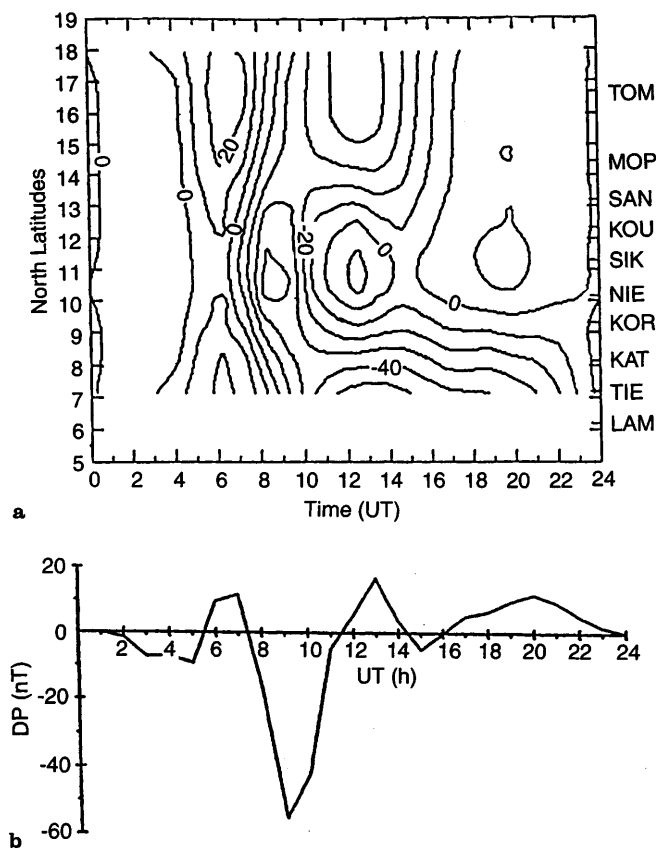 19
18
17
16
15
14
13
12
11
10
9
8
7
6
5
North Latitudes
0
0
20
0
-20
0
0
-40
TOM
MOP
SAN
KOU
SIK
NIE
KOR
KAT
TIE
LAM
0 2 4 6 8 10 12 14 16 18 20 22 24
Time (UT)
a
20
0
-20
-40
-60
DP (nT)
2 4 6 8 10 12 14 16 18 20 22 24
UT (h)
b